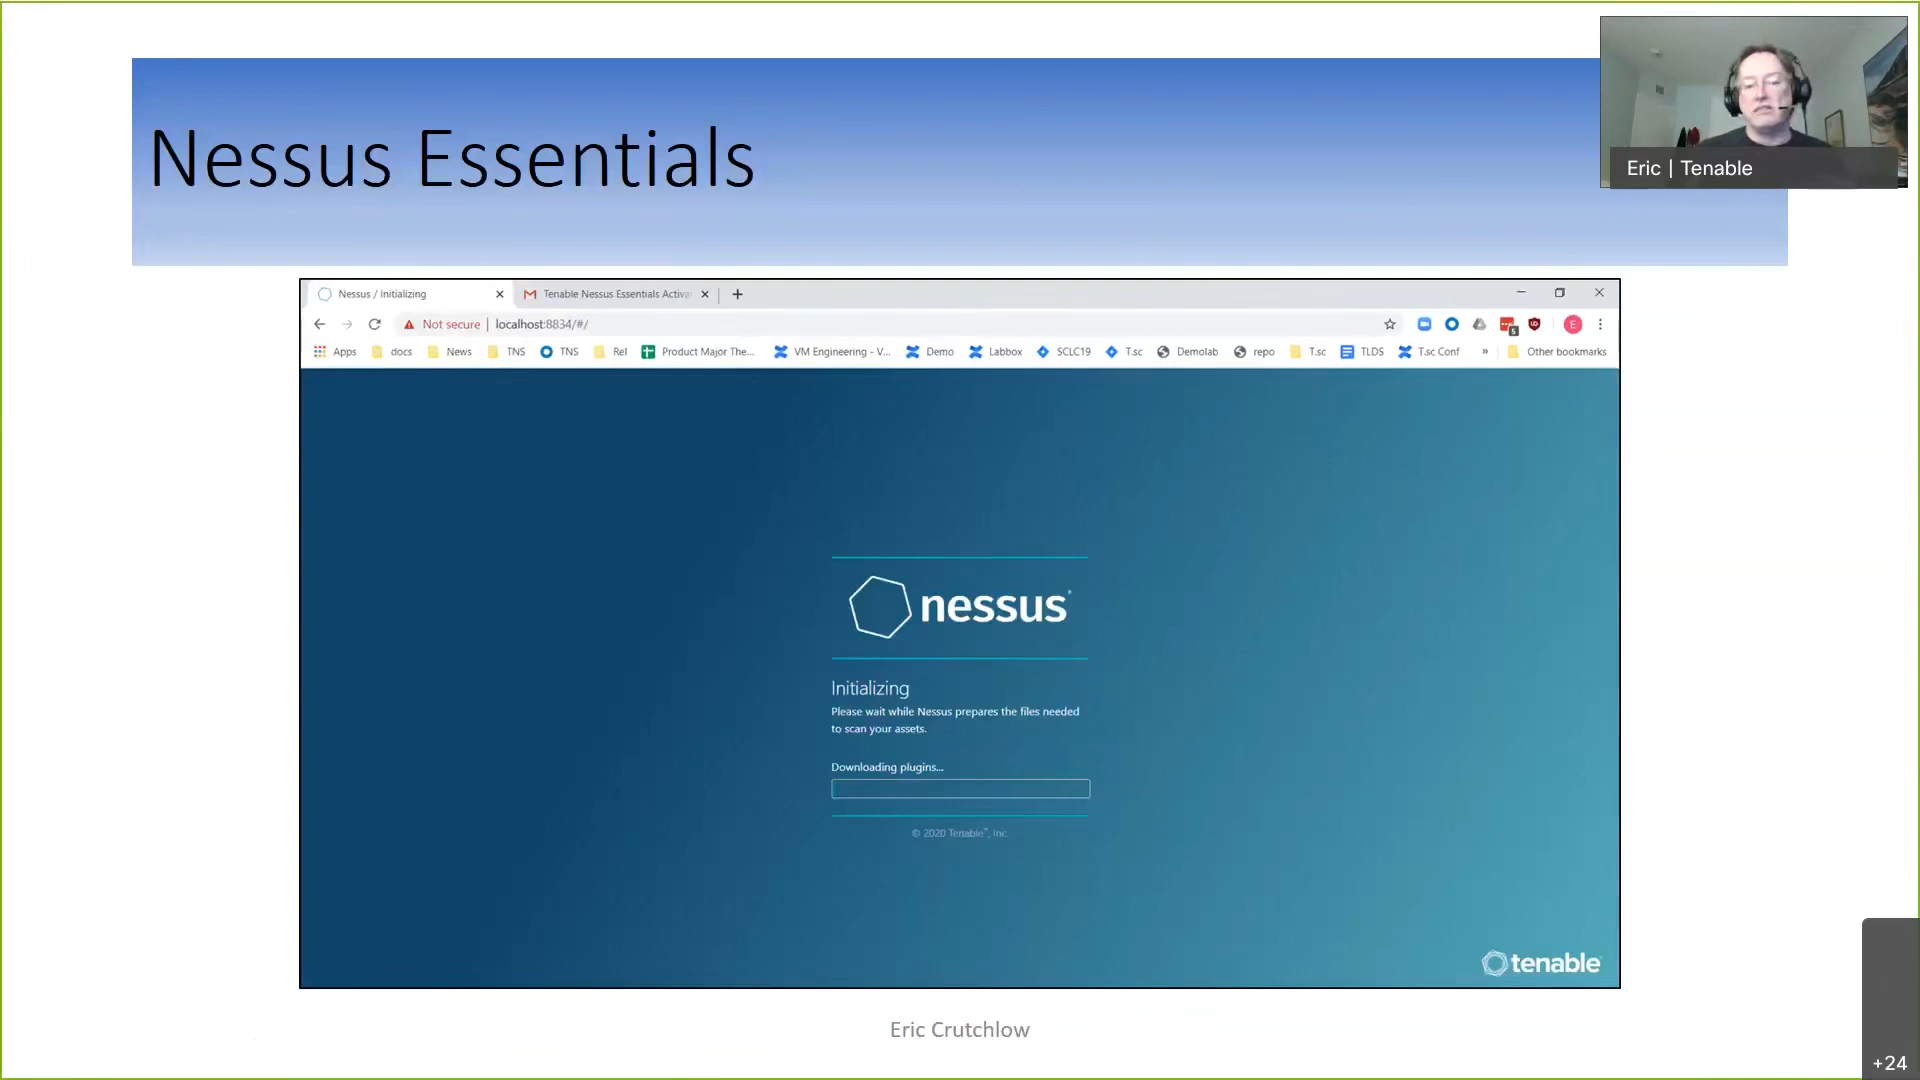 Nessus Essentials
Eric | Tenable
Nessus / Initializing
Tenable Nessus Essentials Activa
Not secure | localhost:8834/#/
5
E
Apps docs News TNS TNS Rel Product Major The... VM Engineering - V... Demo Labbox SCLC19 T.sc Demolab repo T.sc TLDS T.sc Conf » Other bookmarks
nessus
Initializing
Please wait while Nessus prepares the files needed
to scan your assets.
Downloading plugins...
© 2020 Tenable™, Inc.
tenable
Eric Crutchlow
+24